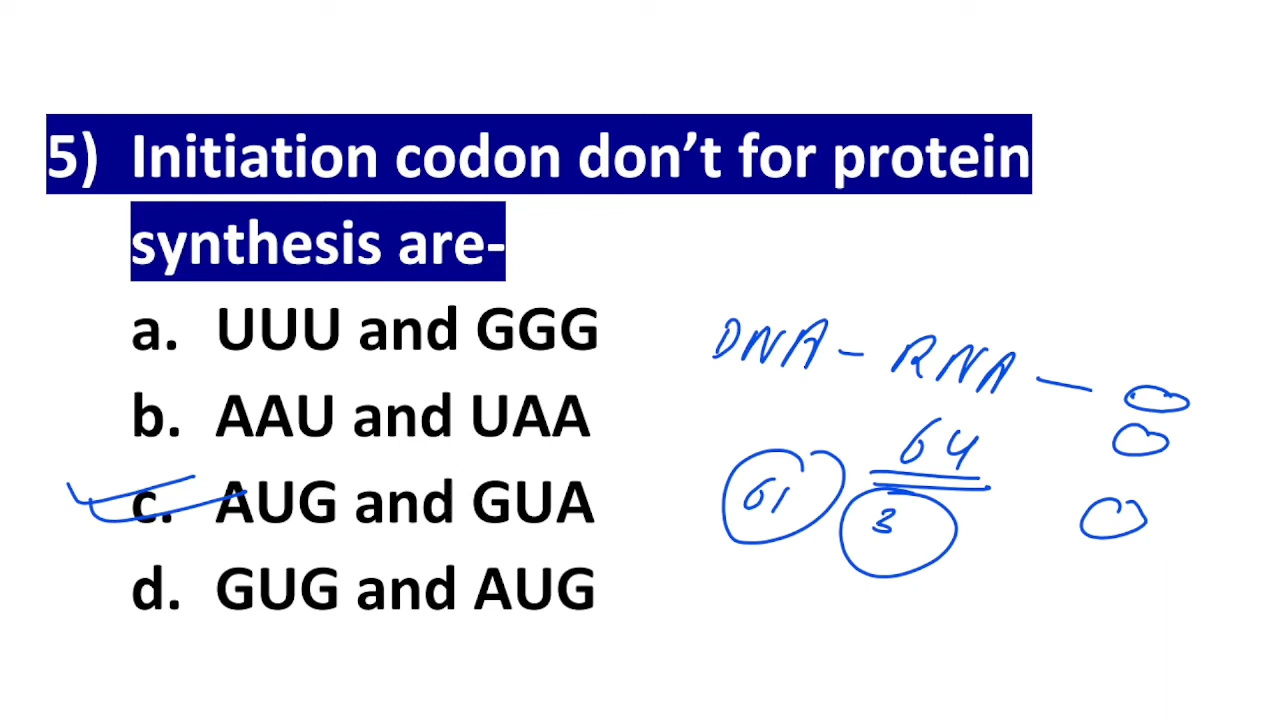 5) Initiation codon don’t for protein
synthesis are-
a. UUU and GGG
b. AAU and UAA
c. AUG and GUA
d. GUG and AUG
DNA - RNA -
64
61
3